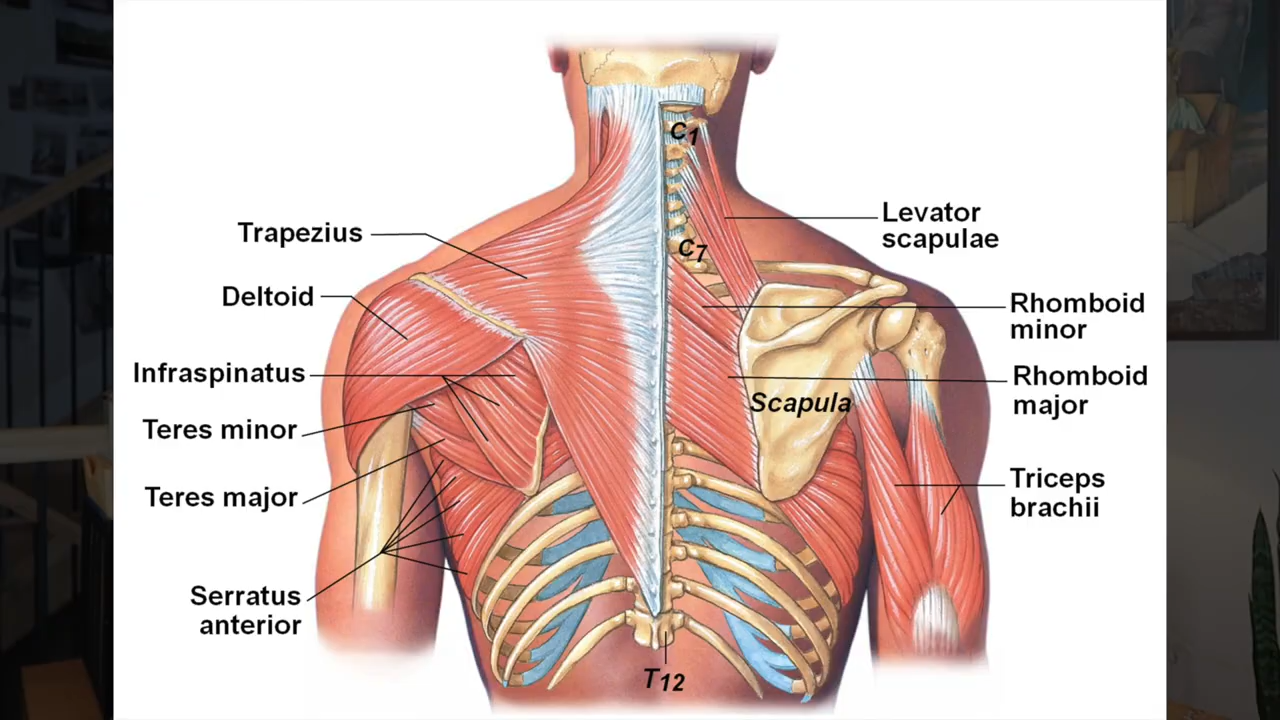 C1
C7
Trapezius
Deltoid
Infraspinatus
Teres minor
Teres major
Serratus
anterior
Levator
scapulae
Rhomboid
minor
Rhomboid
major
Scapula
Triceps
brachii
T12